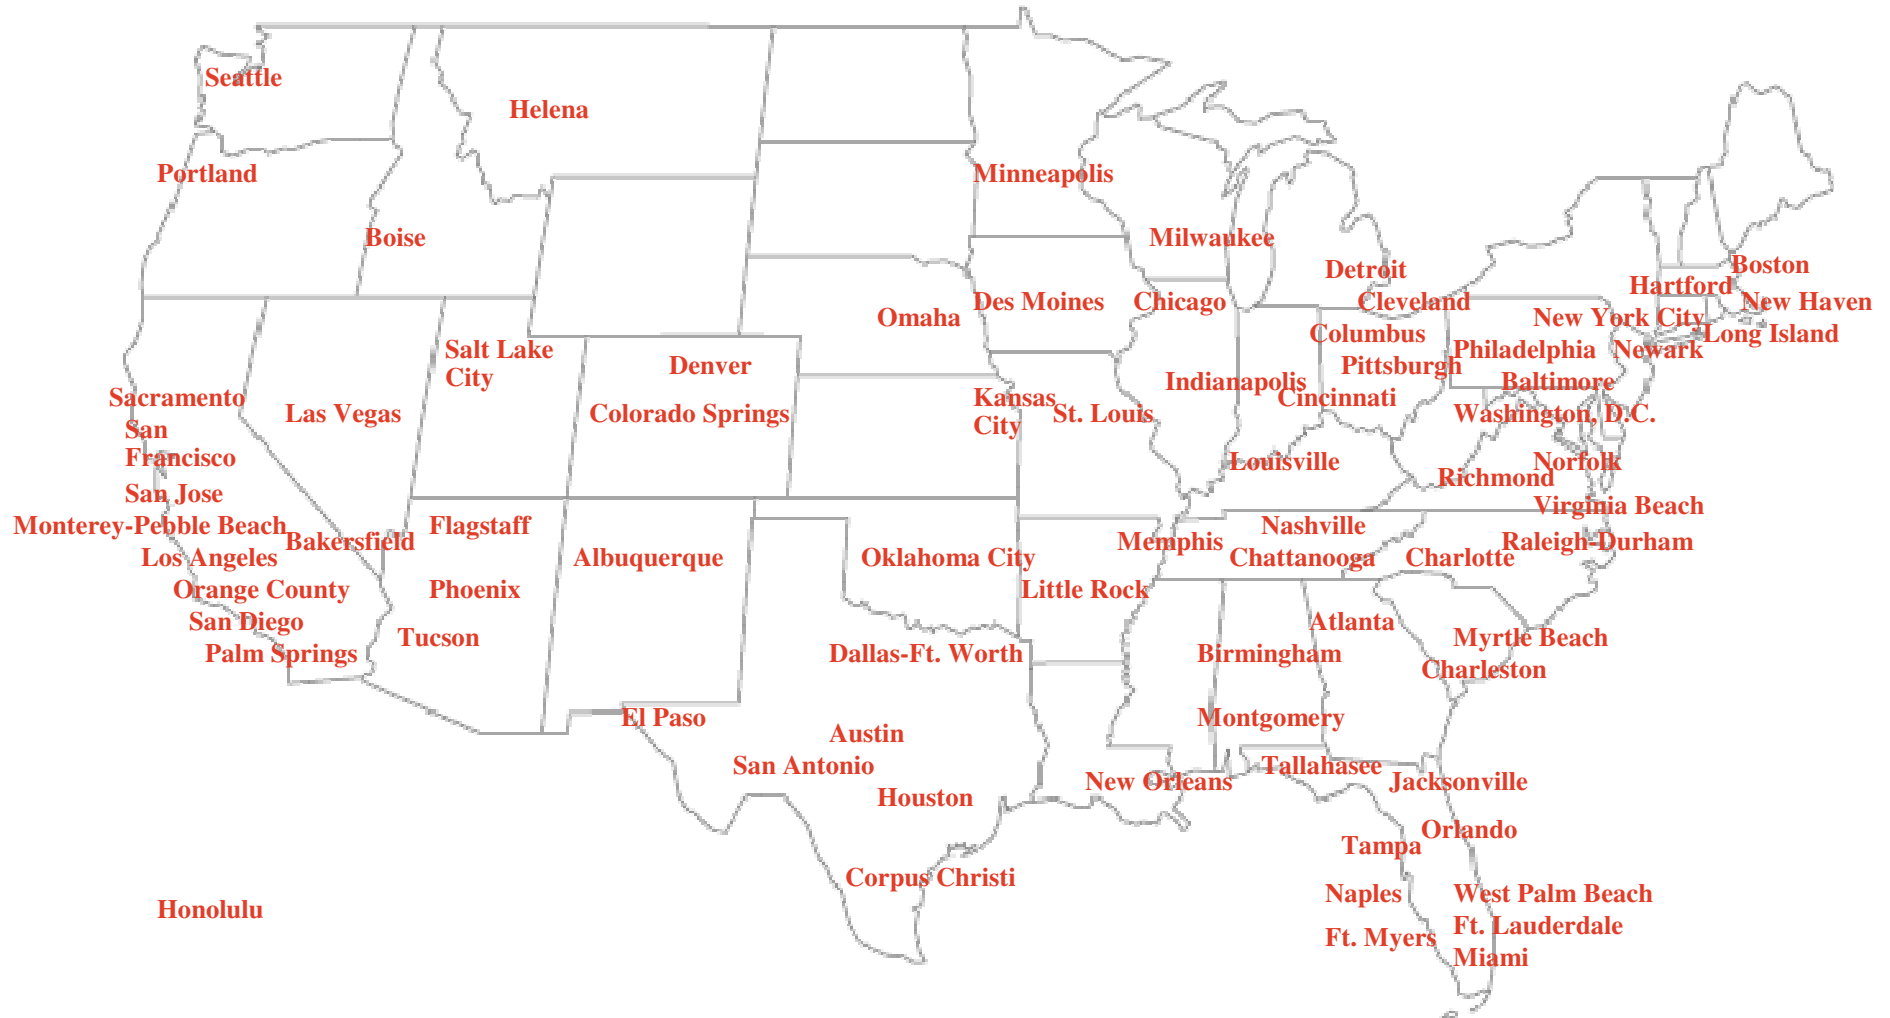 Seattle
Helena
Portland
Minneapolis
Boise
Milwaukee
Boston
Detroit
Hartford
Des Moines
Chicago
Cleveland
New Haven
Omaha
New York City
Columbus
Long Island
Salt Lake
City
Philadelphia
Newark
Denver
Pittsburgh
Indianapolis
Baltimore
Sacramento
Kansas
City
Cincinnati
Las Vegas
Colorado Springs
St. Louis
Washington, D.C.
San
Francisco
Louisville
Norfolk
Richmond
San Jose
Virginia Beach
Monterey-Pebble Beach
Flagstaff
Nashville
Bakersfield
Memphis
Raleigh-Durham
Los Angeles
Albuquerque
Oklahoma City
Chattanooga
Charlotte
Orange County
Phoenix
Little Rock
San Diego
Atlanta
Tucson
Myrtle Beach
Palm Springs
Dallas-Ft. Worth
Birmingham
Charleston
El Paso
Montgomery
Austin
San Antonio
Tallahasee
New Orleans
Jacksonville
Houston
Orlando
Tampa
Corpus Christi
Naples
West Palm Beach
Honolulu
Ft. Lauderdale
Ft. Myers
Miami